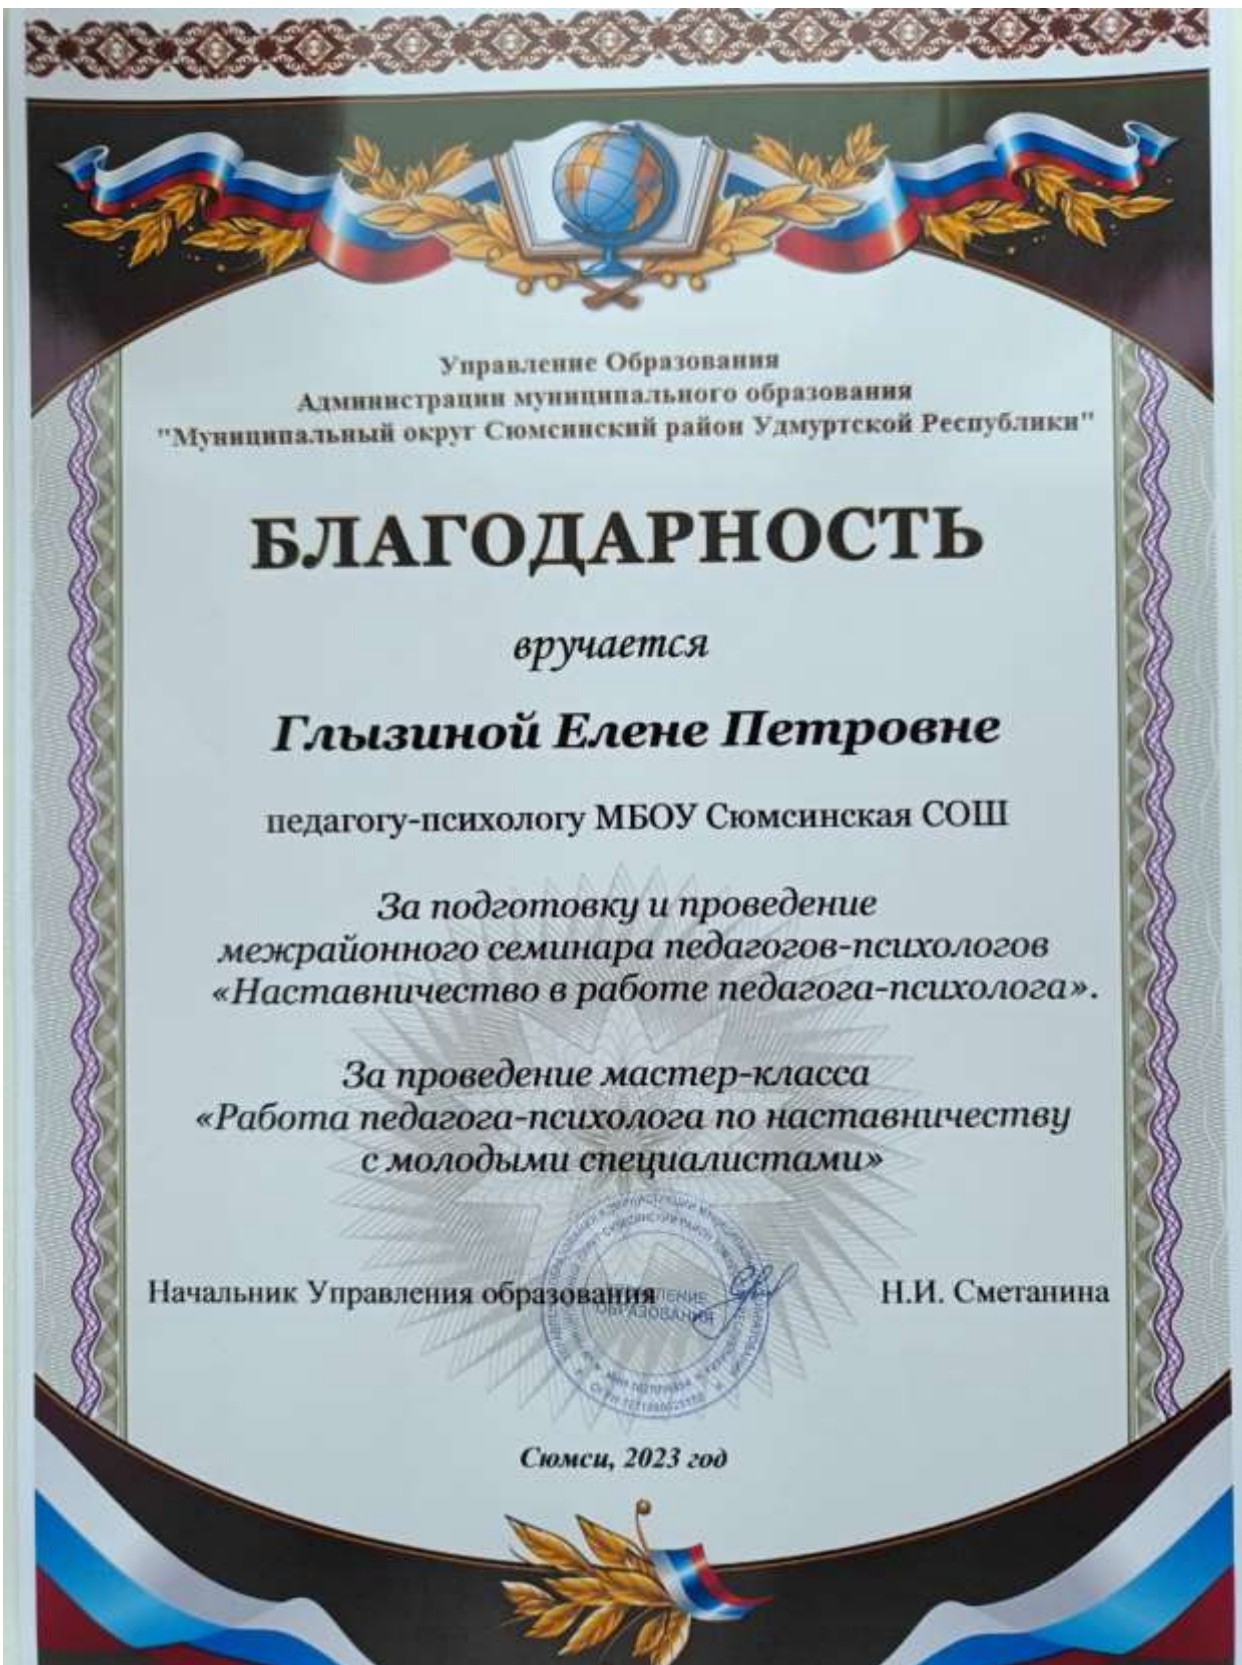 Управление Образования
Администрации муниципального образования
"Муниципальный округ Сюмсинский район Удмуртской Республики"
БЛАГОДАРНОСТЬ
вручается
Глызиной Елене Петровне
педагогу-психологу МБОУ Сюмсинская СОШ
За подготовку и проведение
межрайонного семинара педагогов-психологов
«Наставничество в работе педагога-психолога».
За проведение мастер-класса
«Работа педагога-психолога по наставничеству
с молодыми специалистами»
Начальник Управления образования
Н.И. Сметанина
УПРАВЛЕНИЕ
ОБРАЗОВАНИЯ
Сюмси, 2023 год